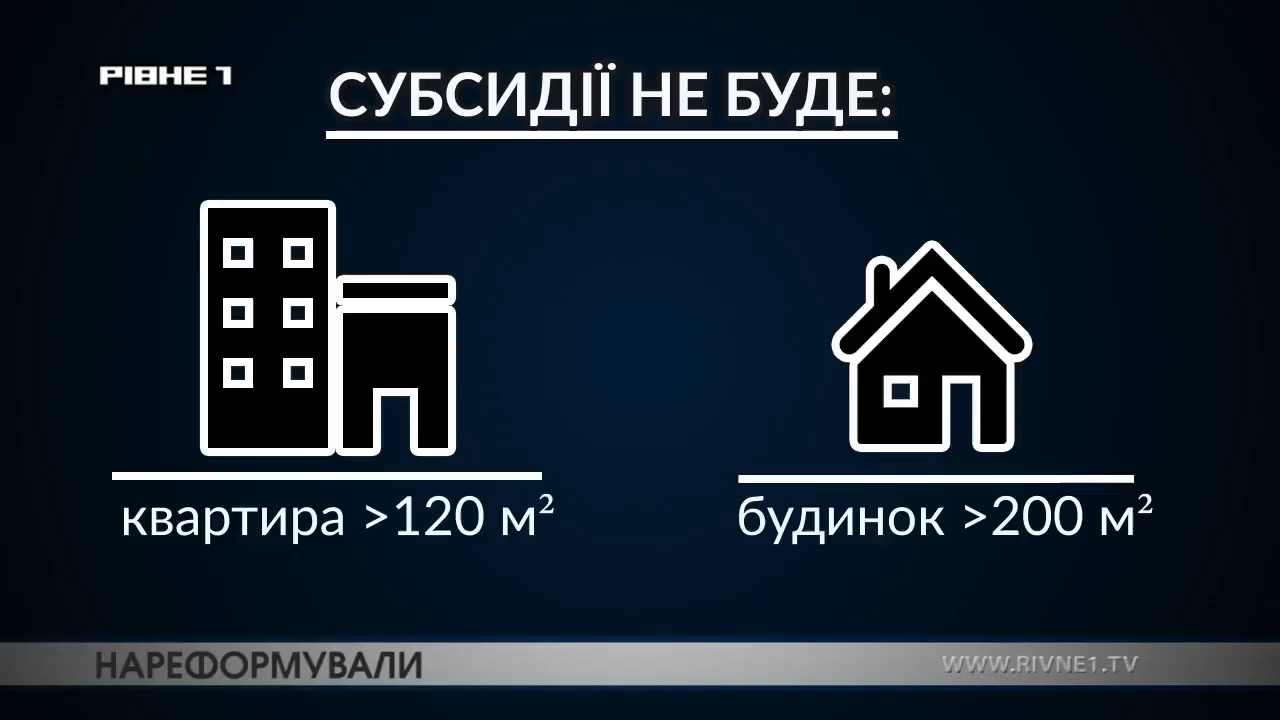 РІВНЕ 1
СУБСИДІЇ НЕ БУДЕ:
квартира >120 м²
будинок >200 м²
НАРЕФОРМУВАЛИ
WWW.RIVNE1.TV